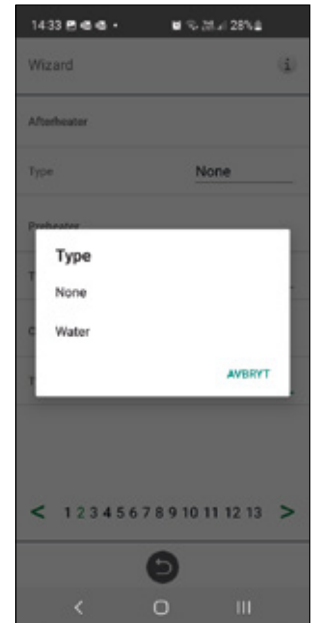 14:33
28%
Wizard
i
Afterheater
Type None
Preheater
Type
None
Water
AVBRYT
< 1 2 3 4 5 6 7 8 9 10 11 12 13 >